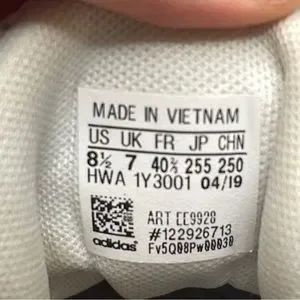 MADE IN VIETNAM
US UK FR JP CHN
8½ 7 40⅔ 255 250
HWA 1Y3001 04/19
ART EE9928
#122926713
adidas Fv5Q08Pw00030